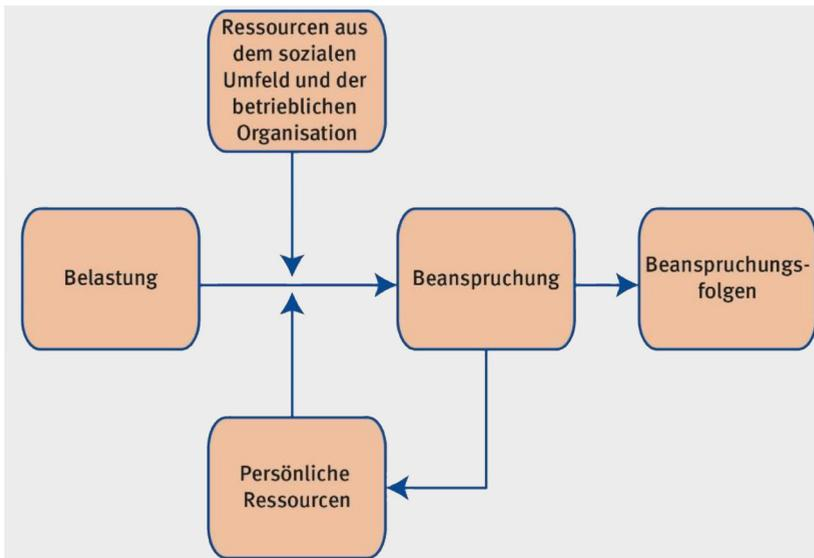 Ressourcen aus
dem sozialen
Umfeld und der
betrieblichen
Organisation
Belastung
Beanspruchung
Beanspruchungs-
folgen
Persönliche
Ressourcen